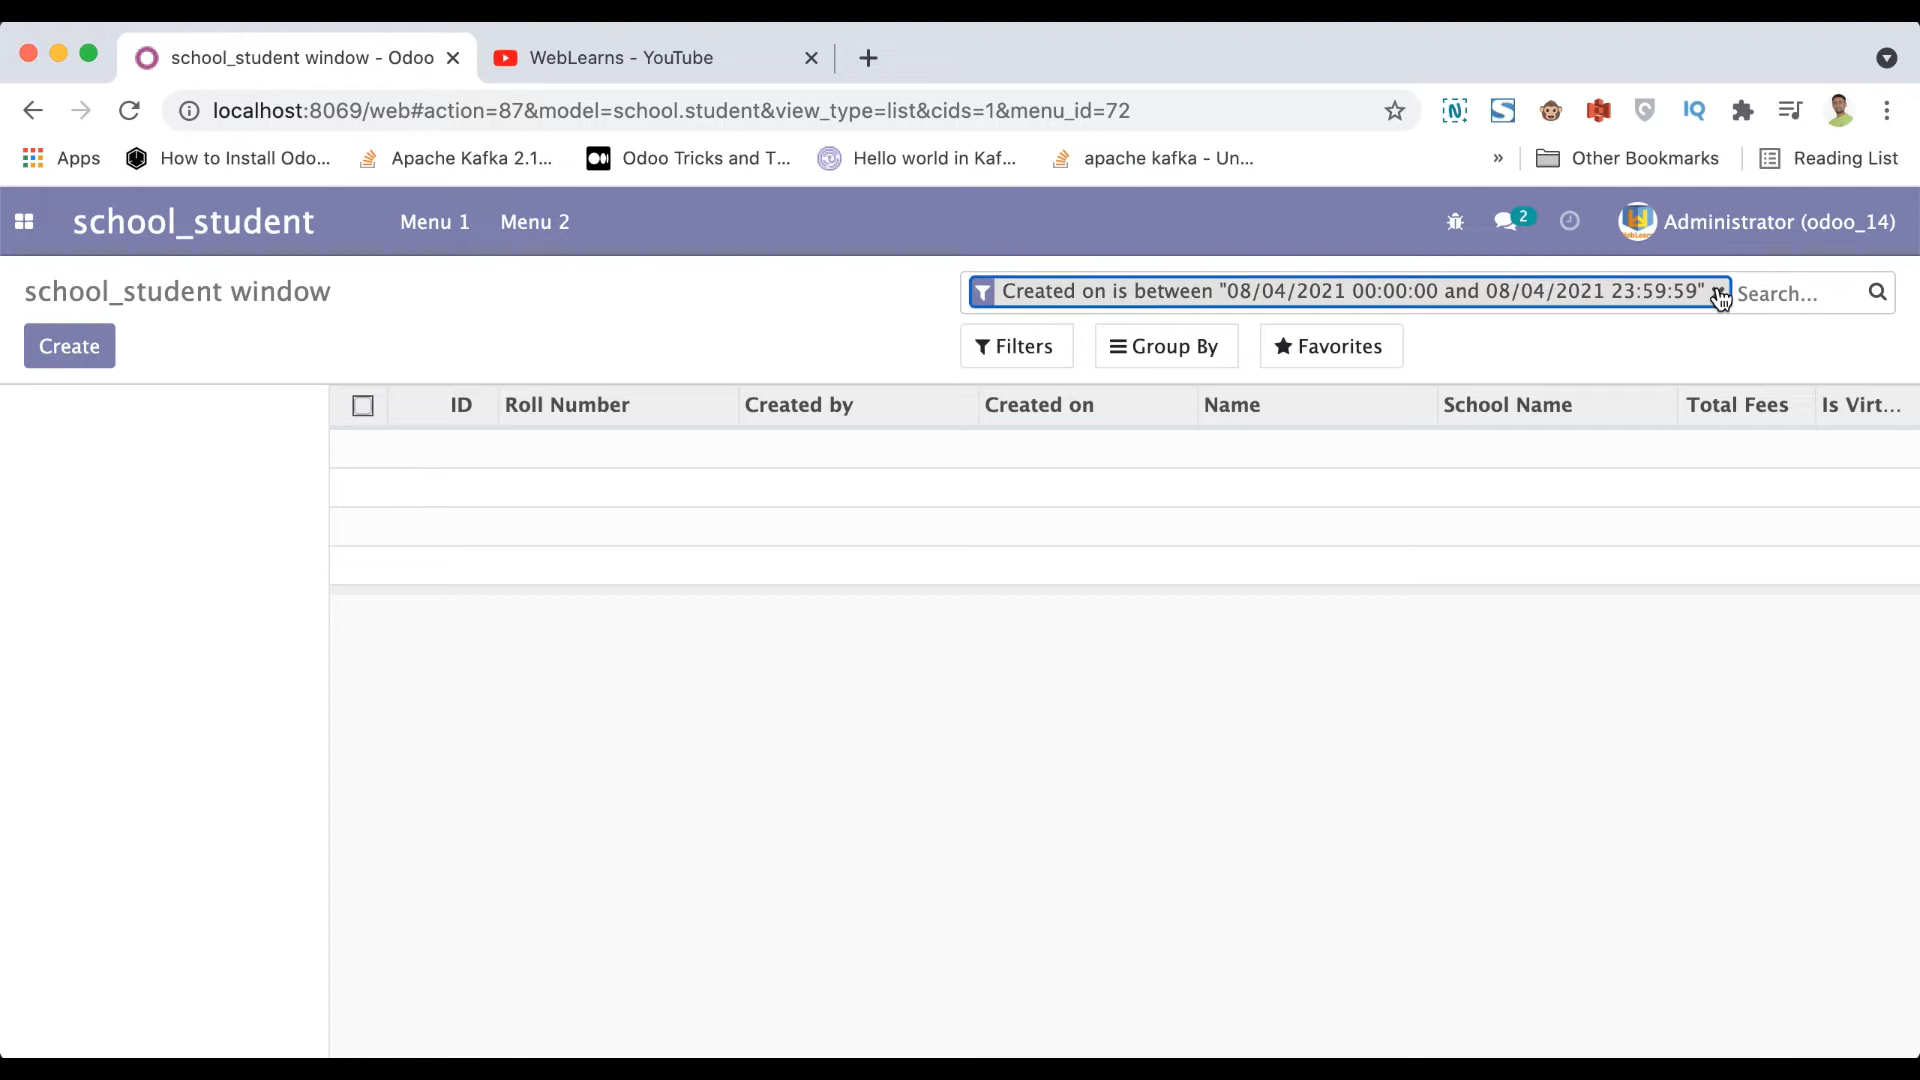 school_student window - Odoo
WebLearns - YouTube
localhost:8069/web#action=87&model=school.student&view_type=list&cids=1&menu_id=72
IQ
Apps
How to Install Odo...
Apache Kafka 2.1...
Odoo Tricks and T...
Hello world in Kaf...
apache kafka - Un...
»
Other Bookmarks
Reading List
school_student
Menu 1
Menu 2
2
Administrator (odoo_14)
school_student window
Created on is between "08/04/2021 00:00:00 and 08/04/2021 23:59:59"
Search...
Create
Filters
Group By
Favorites
ID
Roll Number
Created by
Created on
Name
School Name
Total Fees
Is Virt...